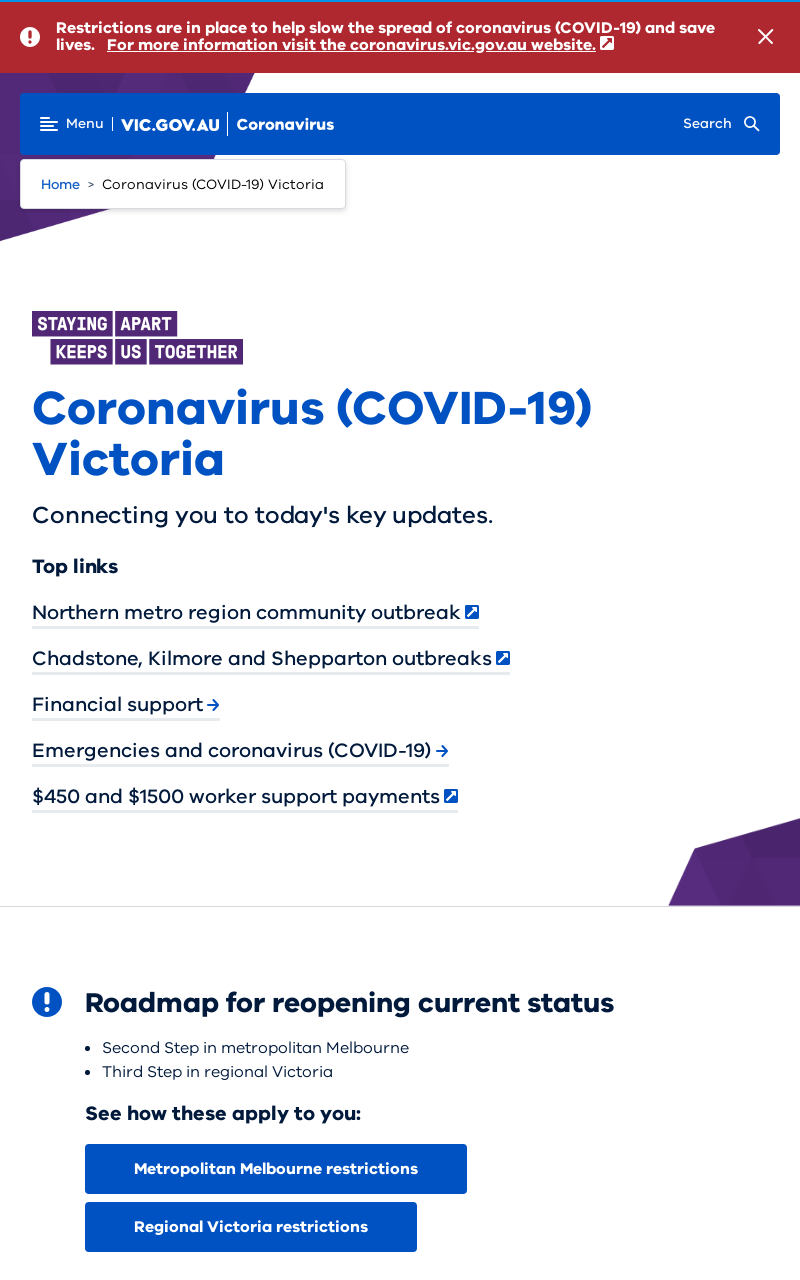 Restrictions are in place to help slow the spread of coronavirus (COVID-19) and save
lives. For more information visit the coronavirus.vic.gov.au website.
Menu VIC.GOV.AU Coronavirus Search
Home > Coronavirus (COVID-19) Victoria
STAYING APART
KEEPS US TOGETHER
Coronavirus (COVID-19)
Victoria
Connecting you to today's key updates.
Top links
Northern metro region community outbreak
Chadstone, Kilmore and Shepparton outbreaks
Financial support
Emergencies and coronavirus (COVID-19)
$450 and $1500 worker support payments
Roadmap for reopening current status
Second Step in metropolitan Melbourne
Third Step in regional Victoria
See how these apply to you:
Metropolitan Melbourne restrictions
Regional Victoria restrictions